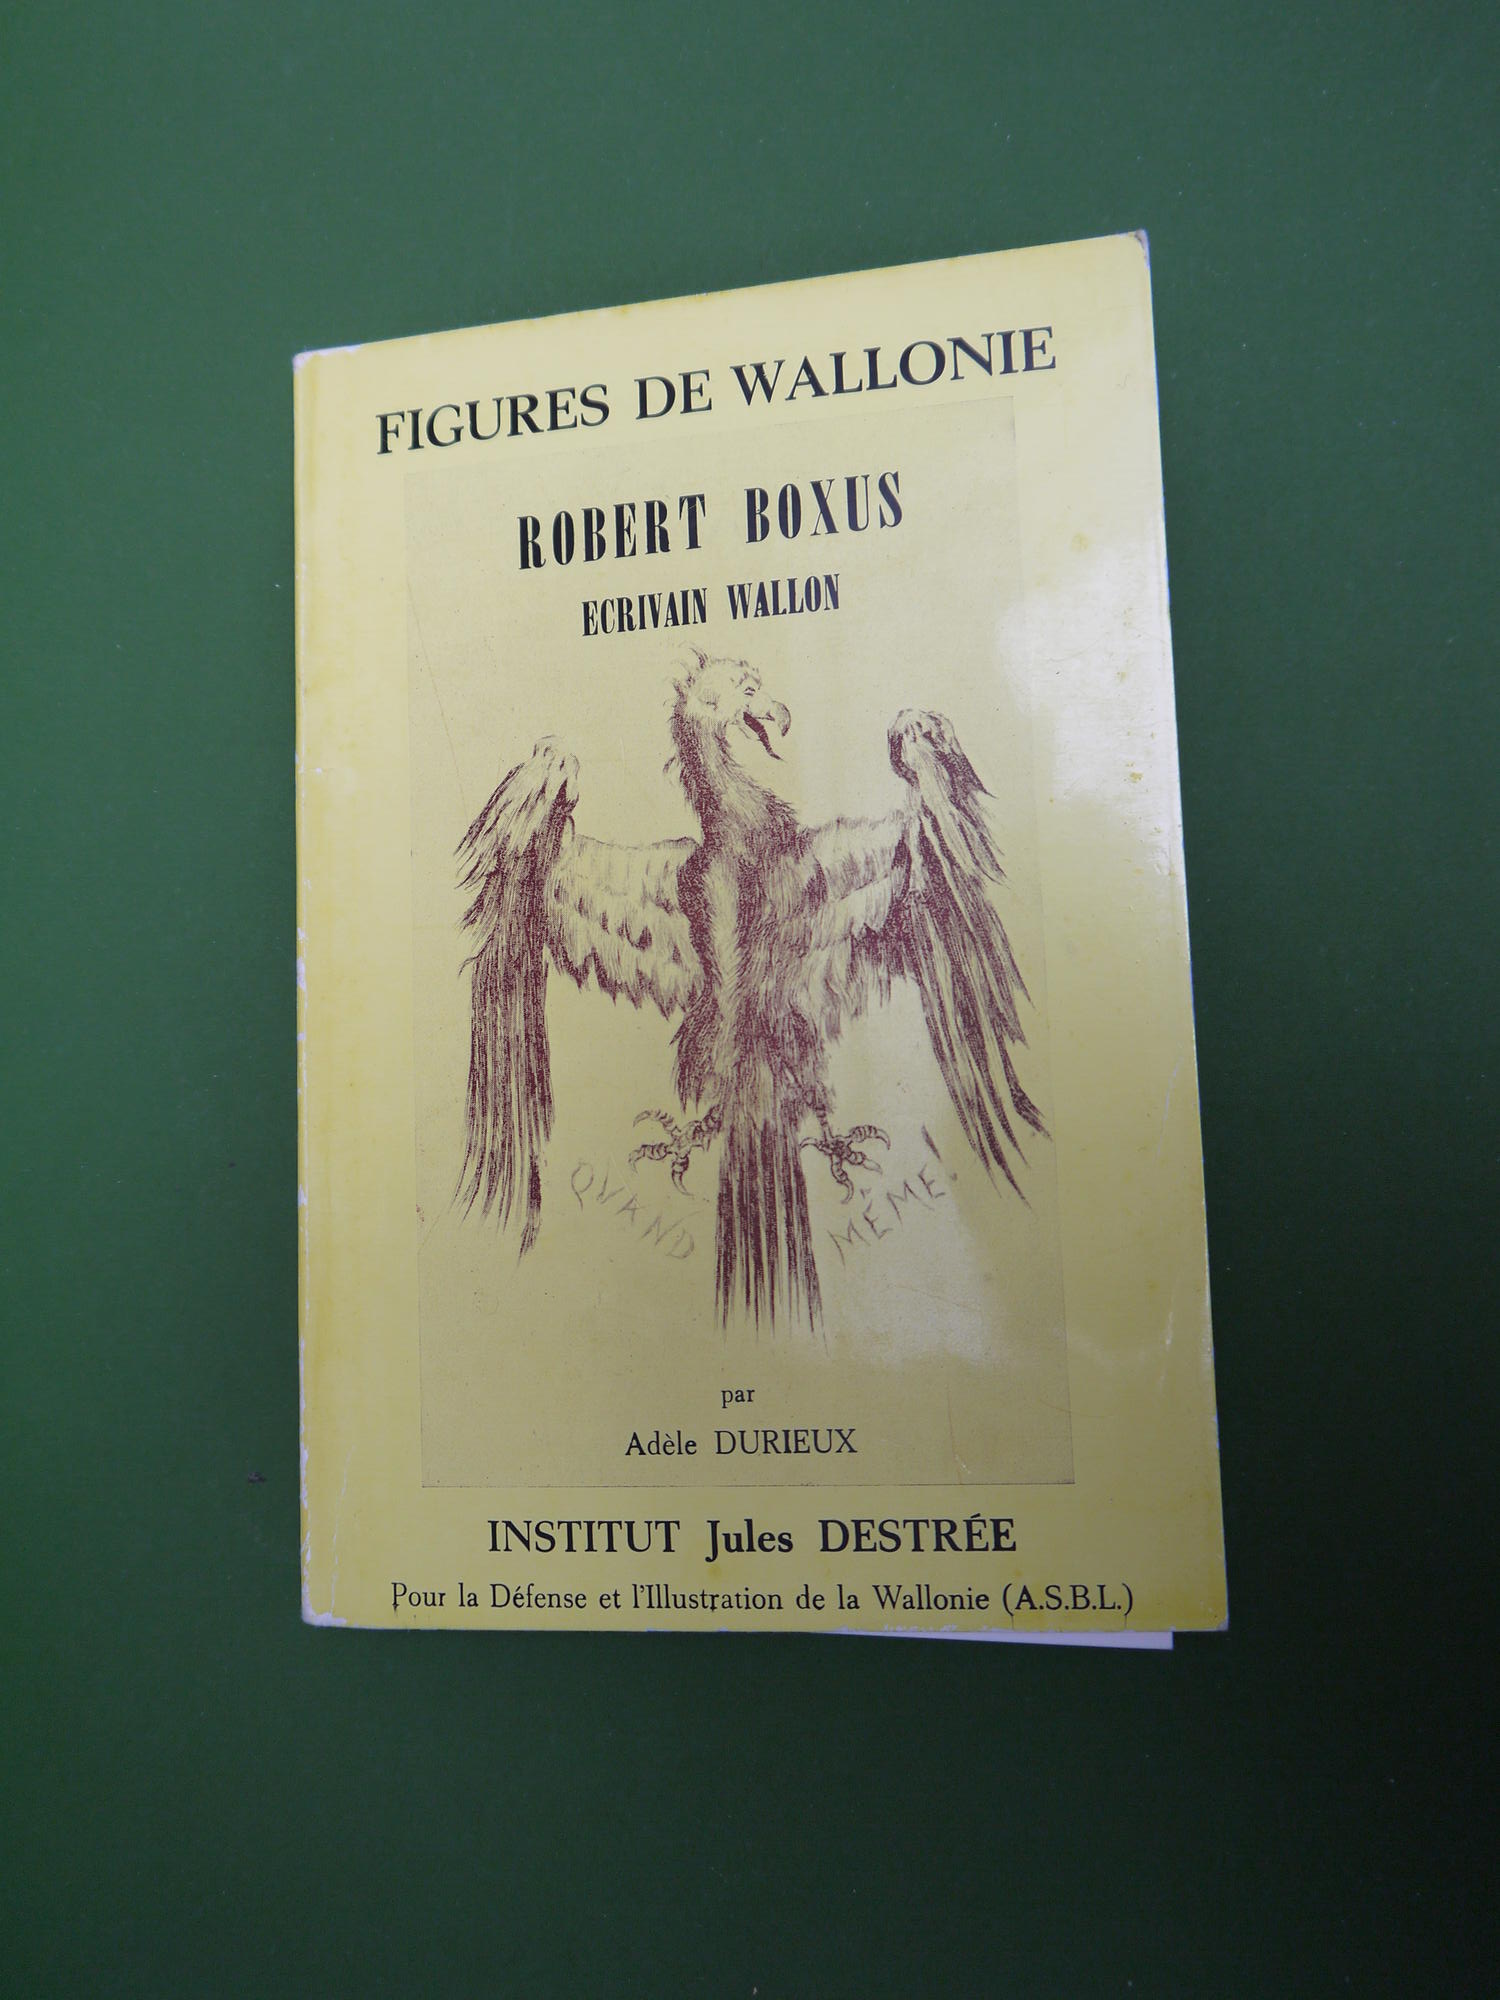 FIGURES DE WALLONIE
ROBERT BOXUS
ECRIVAIN WALLON
QUAND MÊME!
par
Adèle DURIEUX
INSTITUT Jules DESTRÉE
Pour la Défense et l'Illustration de la Wallonie (A.S.B.L.)